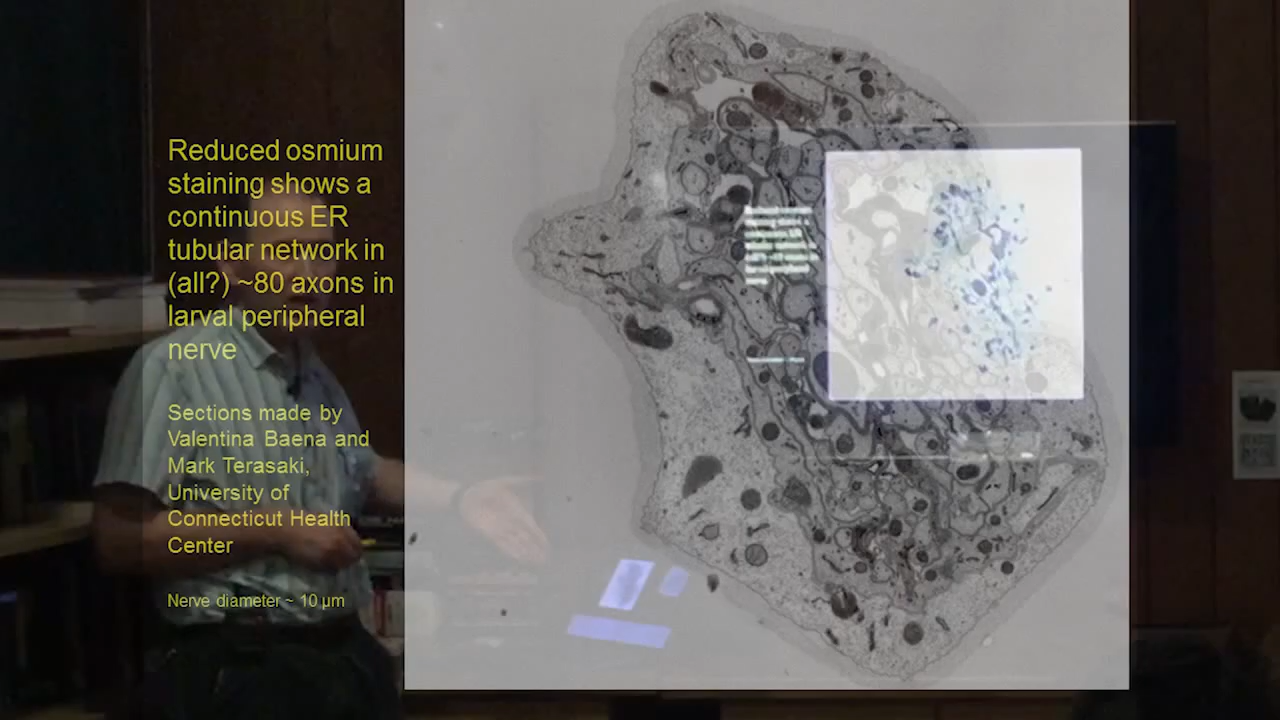 Reduced osmium
staining shows a
continuous ER
tubular network in
(all?) ~80 axons in
larval peripheral
nerve
Sections made by
Valentina Baena and
Mark Terasaki,
University of
Connecticut Health
Center
Nerve diameter ~ 10 µm